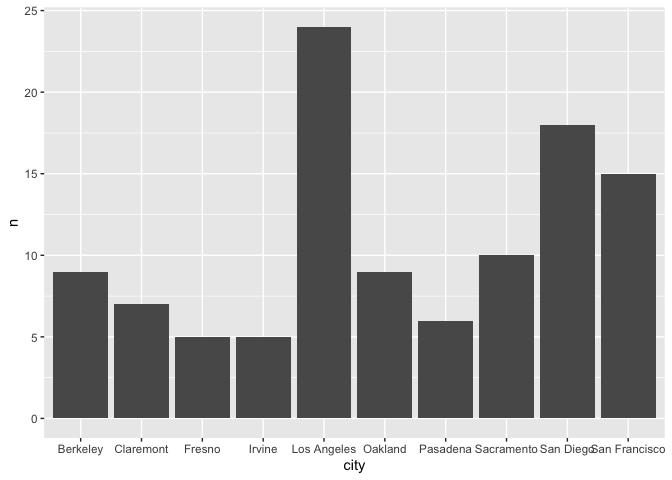 25
20
15
10
5
0
n
Berkeley Claremont Fresno Irvine Los Angeles Oakland Pasadena Sacramento San Diego San Francisco
city